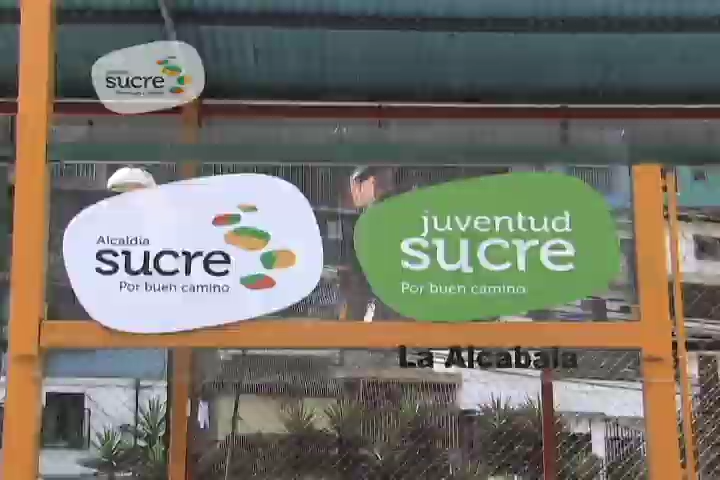 sucre
Alcaldía
sucre
Por buen camino
juventud
sucre
Por buen camino
La Alcabala